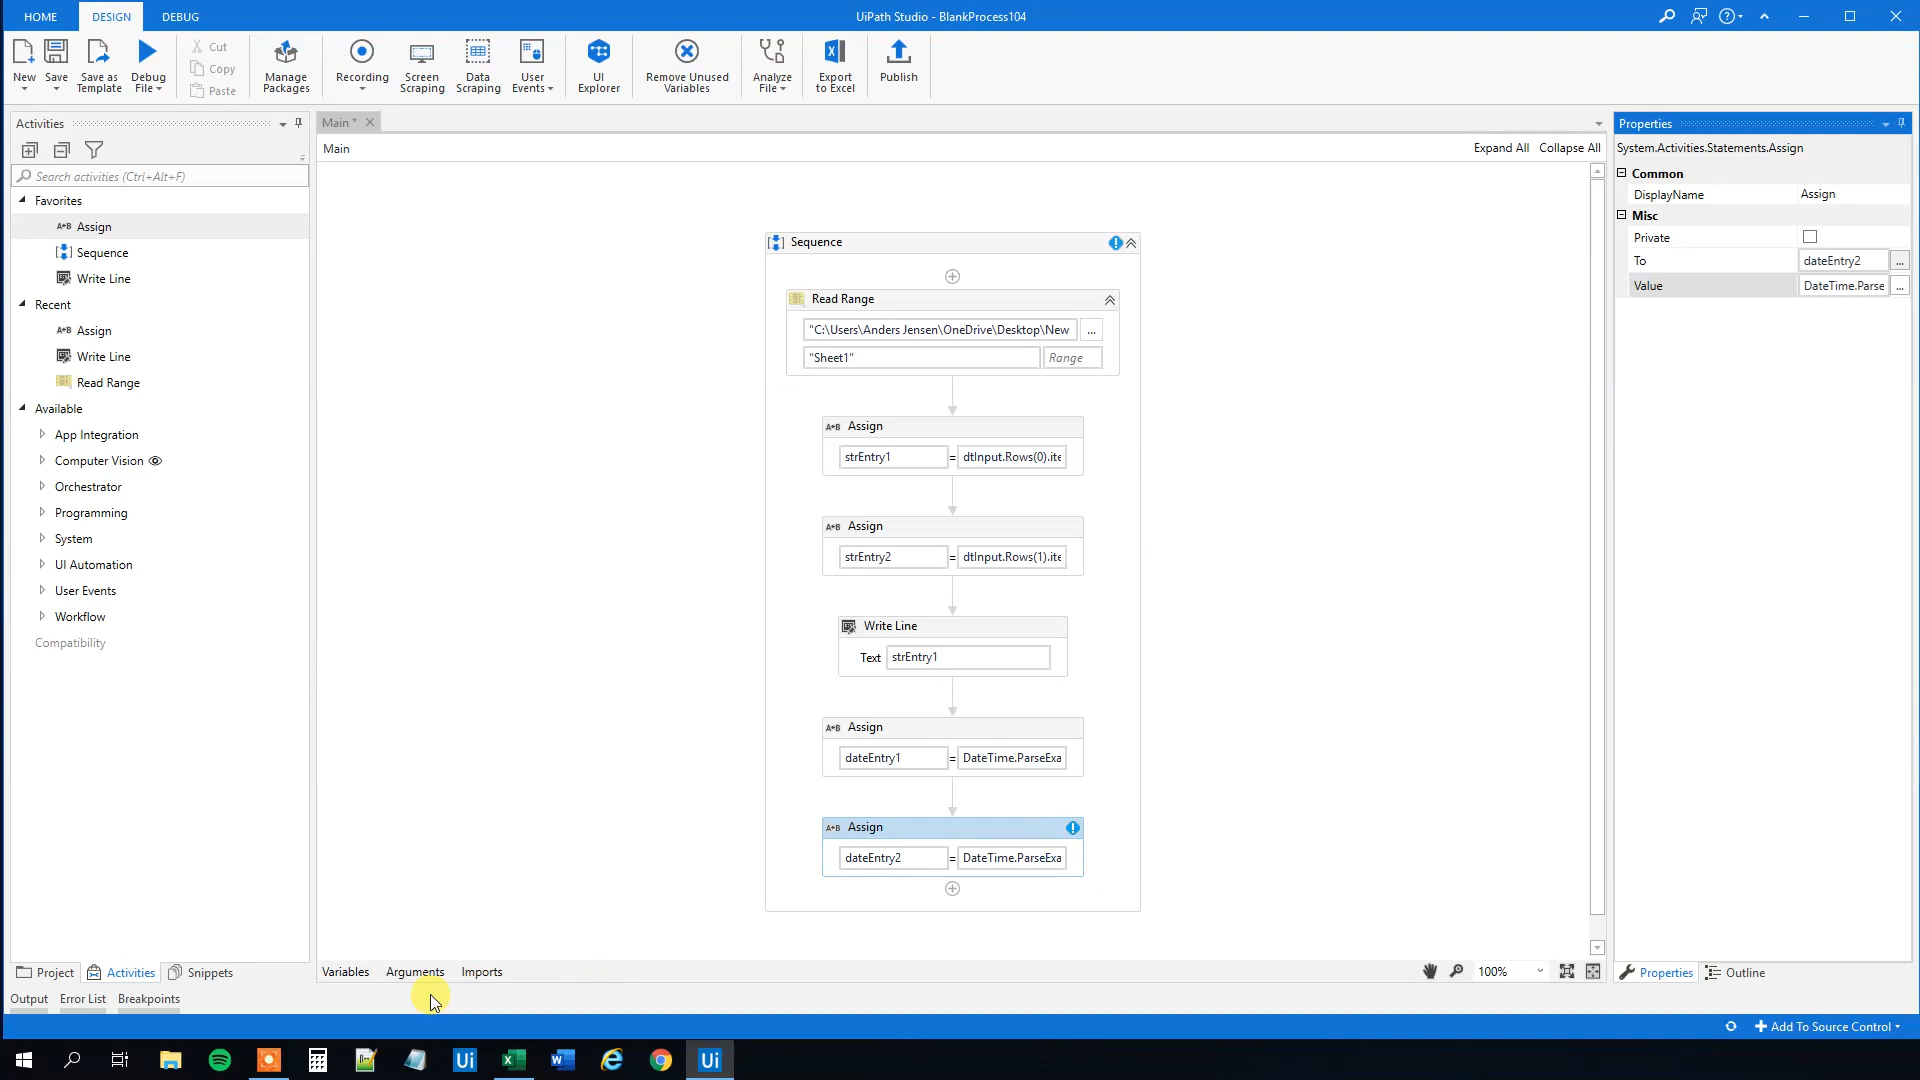 HOME DESIGN DEBUG
UiPath Studio - BlankProcess104
New Save Save as Template Debug File
Cut
Copy
Paste
Manage Packages
Recording
Screen Scraping
Data Scraping
User Events
UI Explorer
Remove Unused Variables
Analyze File
Export to Excel
Publish
Activities
Search activities (Ctrl+Alt+F)
Favorites
Assign
Sequence
Write Line
Recent
Assign
Write Line
Read Range
Available
App Integration
Computer Vision
Orchestrator
Programming
System
UI Automation
User Events
Workflow
Compatibility
Project Activities Snippets
Main *
Main
Expand All Collapse All
Sequence
Read Range
"C:\Users\Anders Jensen\OneDrive\Desktop\New ...
"Sheet1" Range
A+B Assign
strEntry1 = dtInput.Rows(0).ite
A+B Assign
strEntry2 = dtInput.Rows(1).ite
Write Line
Text strEntry1
A+B Assign
dateEntry1 = DateTime.ParseExa
A+B Assign
dateEntry2 = DateTime.ParseExa
Variables Arguments Imports
100%
Properties
System.Activities.Statements.Assign
Common
DisplayName Assign
Misc
Private
To dateEntry2 ...
Value DateTime.Parse ...
Properties Outline
Output Error List Breakpoints
Add To Source Control